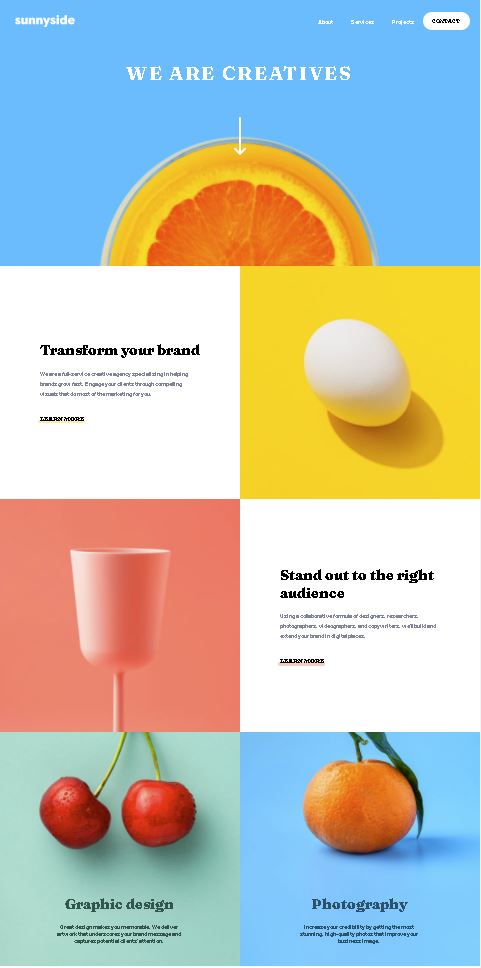 sunnyside
About Services Projects CONTACT
WE ARE CREATIVES
Transform your brand
We are a full-service creative agency specializing in helping
brands grow fast. Engage your clients through compelling
visuals that do most of the marketing for you.
LEARN MORE
Stand out to the right
audience
Using a collaborative formula of designers, researchers,
photographers, videographers, and copywriters, we'll build and
extend your brand in digital places.
LEARN MORE
Graphic design
Great design makes you memorable. We deliver
artwork that underscores your brand message and
captures potential clients' attention.
Photography
Increase your credibility by getting the most
stunning, high-quality photos that improve your
business image.